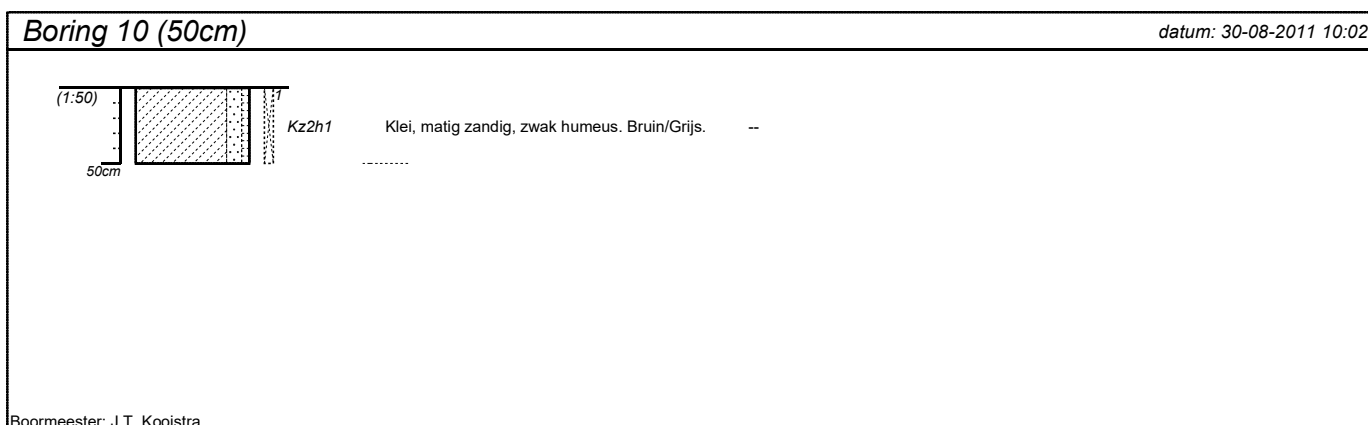 Boring 10 (50cm)
datum: 30-08-2011 10:02
(1:50)
1
Kz2h1 Klei, matig zandig, zwak humeus. Bruin/Grijs. --
50cm
Boormeester: J.T. Kooistra